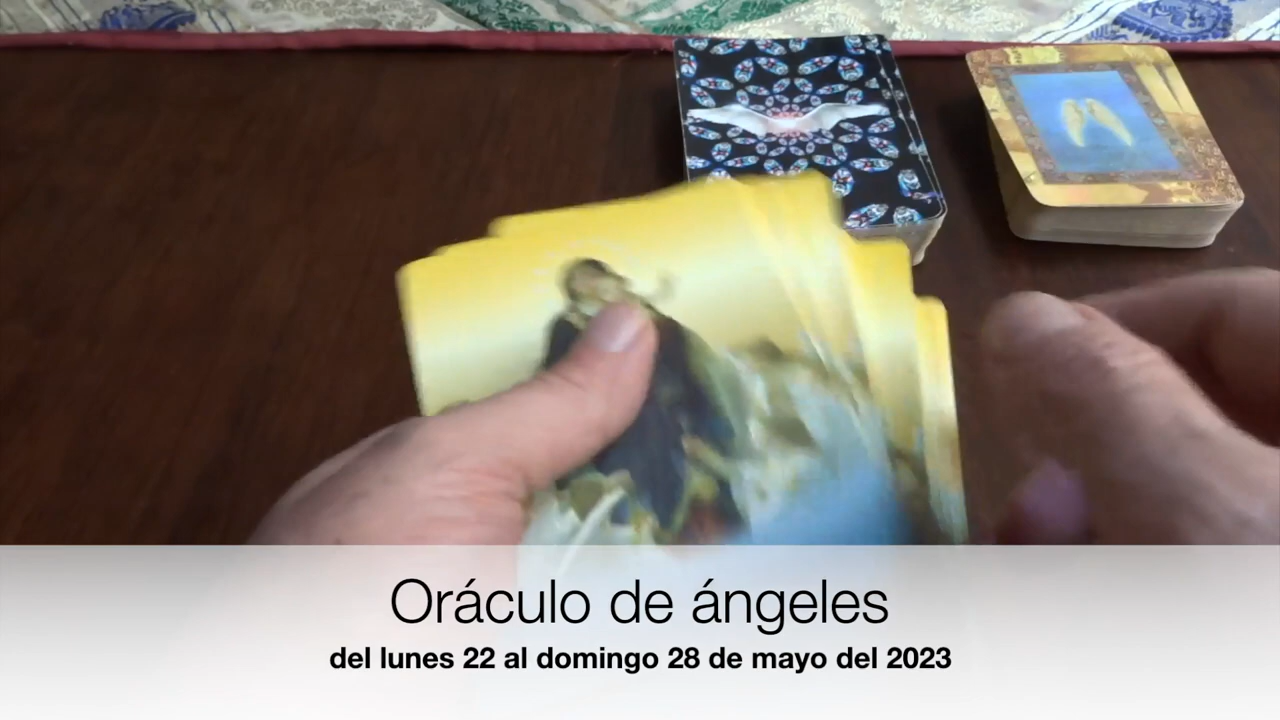 Oráculo de ángeles
del lunes 22 al domingo 28 de mayo del 2023